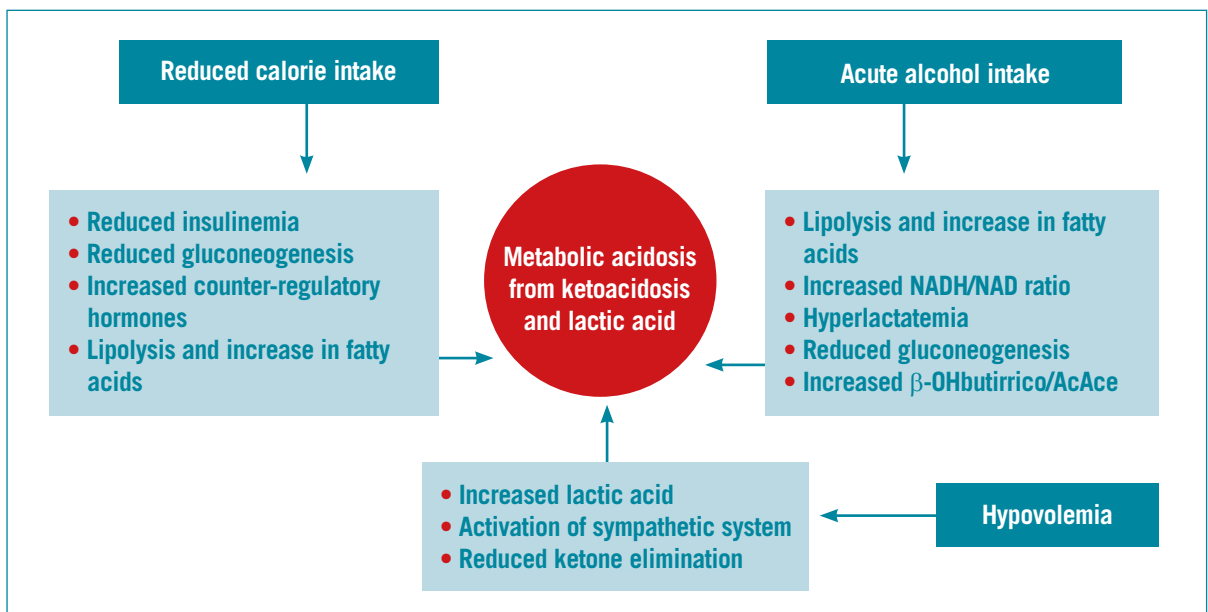 Reduced calorie intake
Acute alcohol intake
• Reduced insulinemia
• Reduced gluconeogenesis
• Increased counter-regulatory
hormones
• Lipolysis and increase in fatty
acids
Metabolic acidosis
from ketoacidosis
and lactic acid
• Lipolysis and increase in fatty
acids
• Increased NADH/NAD ratio
• Hyperlactatemia
• Reduced gluconeogenesis
• Increased β-OHbutirrico/AcAce
• Increased lactic acid
• Activation of sympathetic system
• Reduced ketone elimination
Hypovolemia